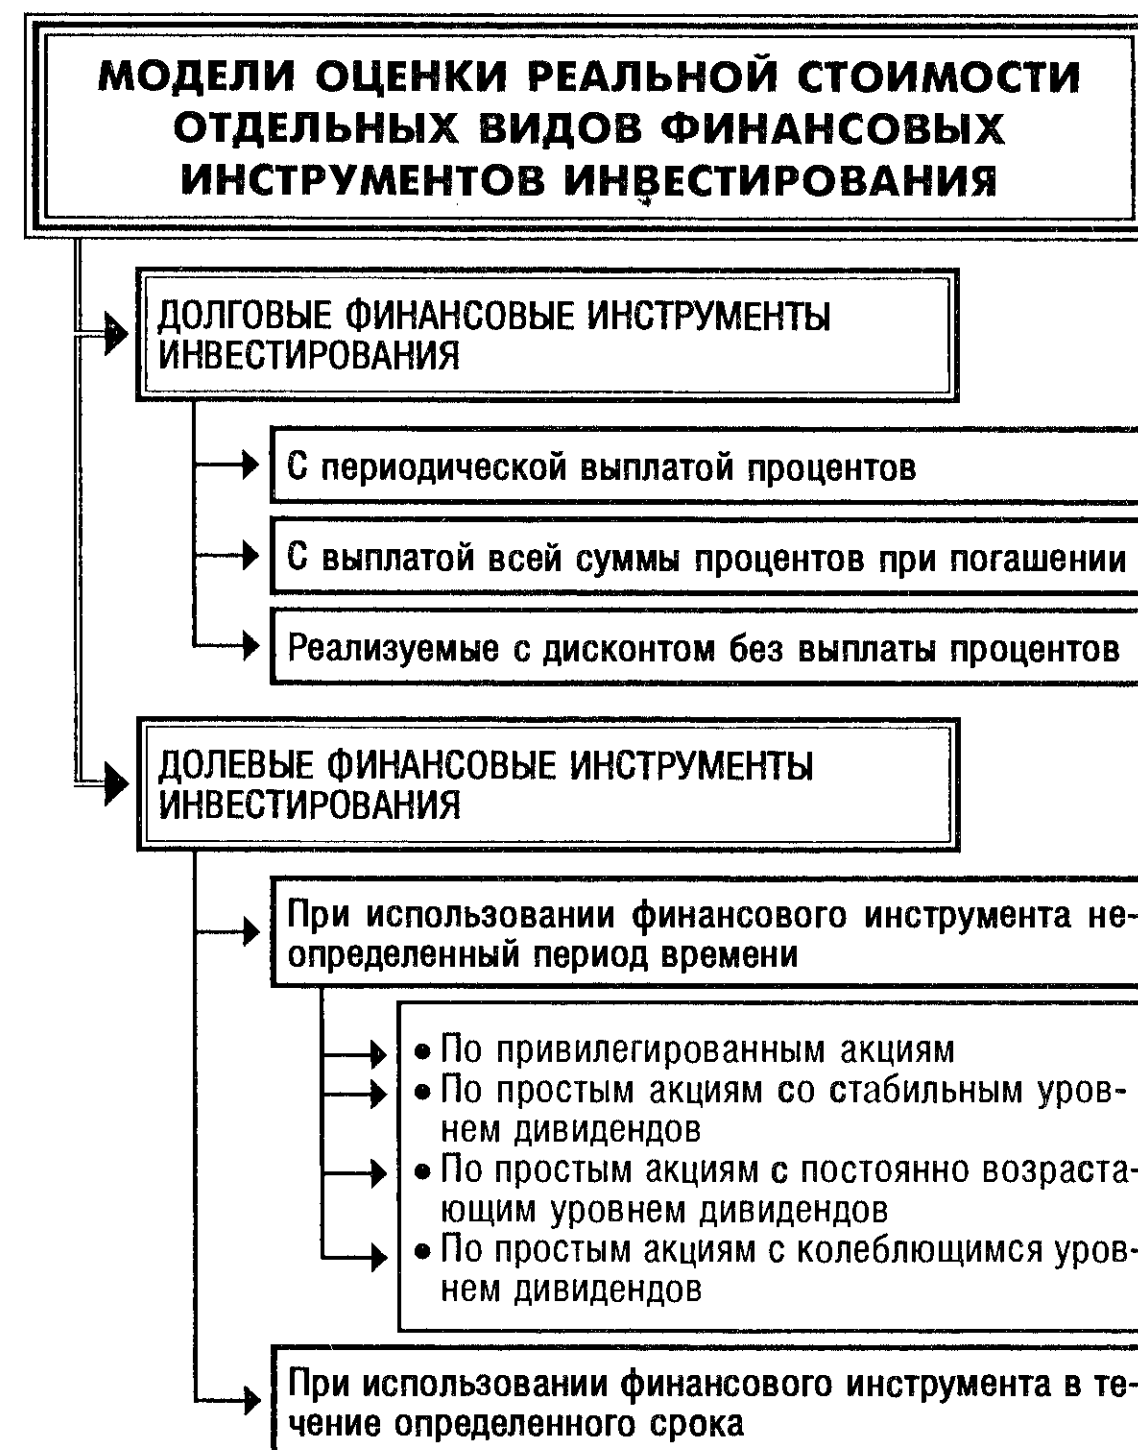 МОДЕЛИ ОЦЕНКИ РЕАЛЬНОЙ СТОИМОСТИ
ОТДЕЛЬНЫХ ВИДОВ ФИНАНСОВЫХ
ИНСТРУМЕНТОВ ИНВЕСТИРОВАНИЯ
ДОЛГОВЫЕ ФИНАНСОВЫЕ ИНСТРУМЕНТЫ
ИНВЕСТИРОВАНИЯ
С периодической выплатой процентов
С выплатой всей суммы процентов при погашении
Реализуемые с дисконтом без выплаты процентов
ДОЛЕВЫЕ ФИНАНСОВЫЕ ИНСТРУМЕНТЫ
ИНВЕСТИРОВАНИЯ
При использовании финансового инструмента не-
определенный период времени
• По привилегированным акциям
• По простым акциям со стабильным уров-
нем дивидендов
• По простым акциям с постоянно возраста-
ющим уровнем дивидендов
• По простым акциям с колеблющимся уров-
нем дивидендов
При использовании финансового инструмента в те-
чение определенного срока